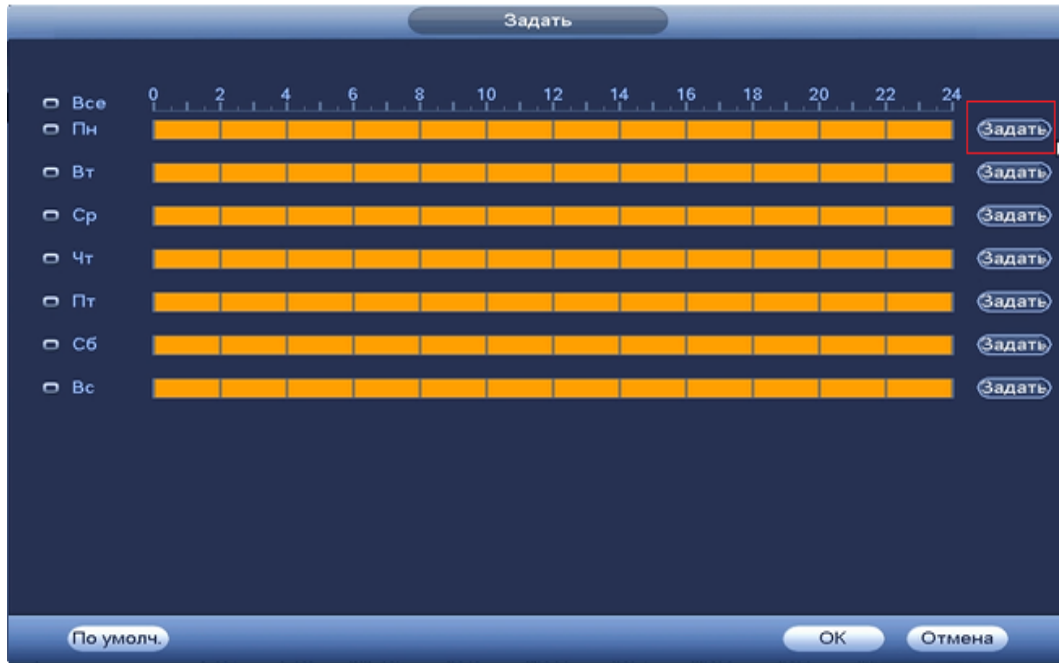 Задать
Все 0 2 4 6 8 10 12 14 16 18 20 22 24
Пн Задать
Вт Задать
Ср Задать
Чт Задать
Пт Задать
Сб Задать
Вс Задать
По умолч. OK Отмена